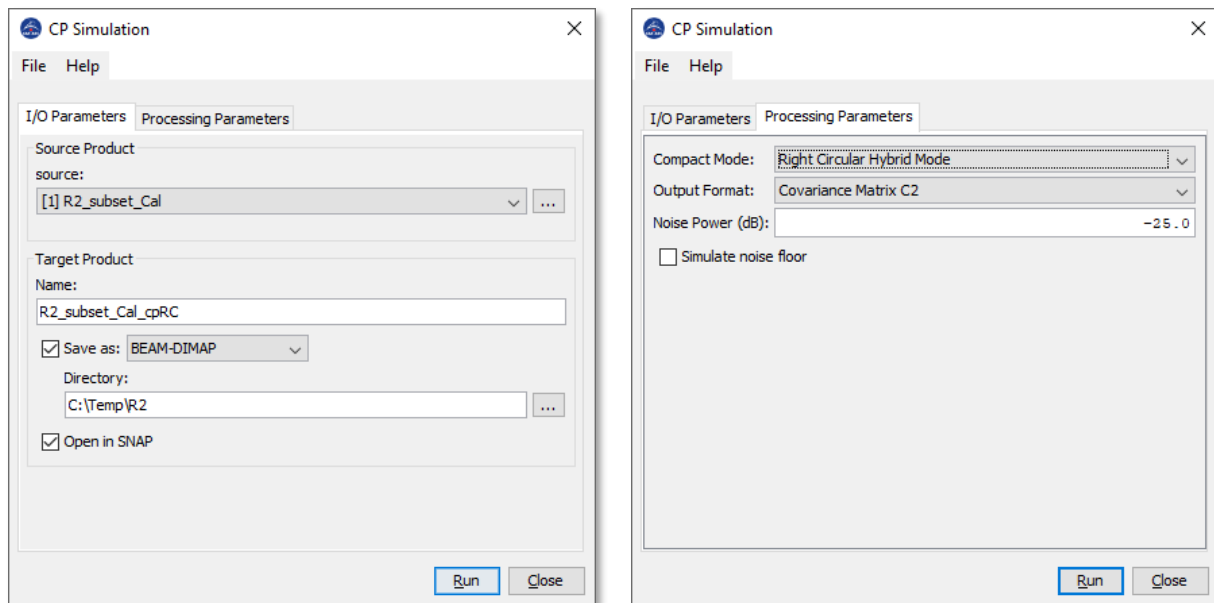 CP Simulation
File Help
I/O Parameters Processing Parameters
Source Product
source:
[1] R2_subset_Cal
...
Target Product
Name:
R2_subset_Cal_cpRC
Save as: BEAM-DIMAP
Directory:
C:\Temp\R2
...
Open in SNAP
Run Close
CP Simulation
File Help
I/O Parameters Processing Parameters
Compact Mode: Right Circular Hybrid Mode
Output Format: Covariance Matrix C2
Noise Power (dB): -25.0
Simulate noise floor
Run Close